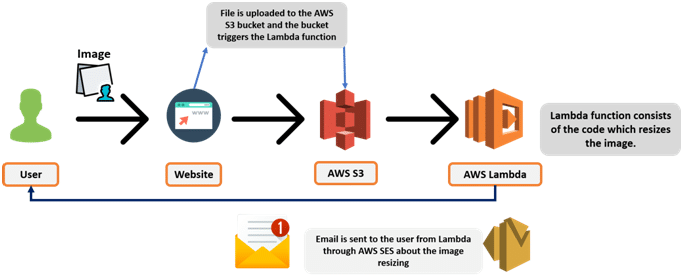 File is uploaded to the AWS
S3 bucket and the bucket
triggers the Lambda function
Image
www
Lambda function consists
of the code which resizes
the image.
User
Website
AWS S3
AWS Lambda
1
Email is sent to the user from Lambda
through AWS SES about the image
resizing